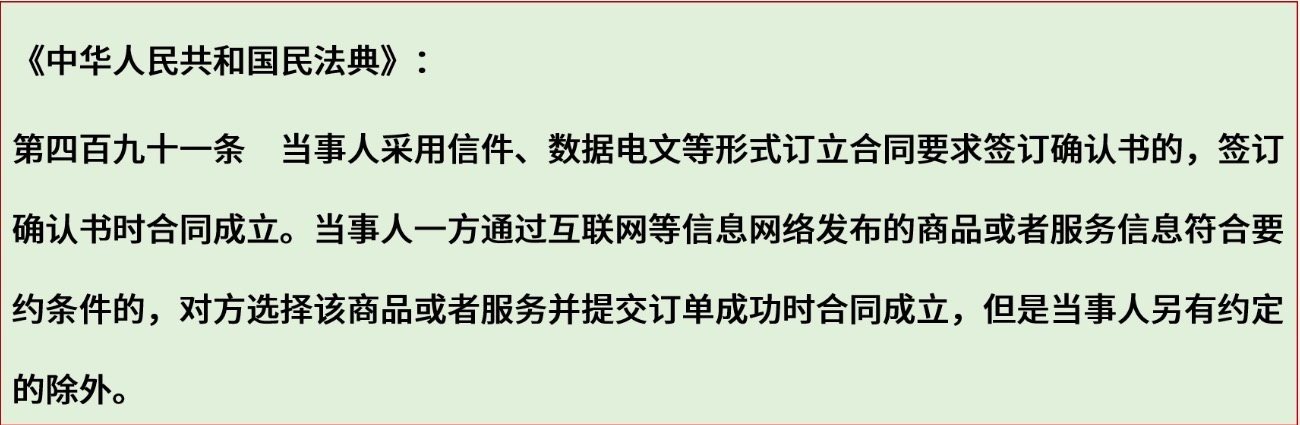 《中华人民共和国民法典》：
第四百九十一条　当事人采用信件、数据电文等形式订立合同要求签订确认书的，签订
确认书时合同成立。当事人一方通过互联网等信息网络发布的商品或者服务信息符合要
约条件的，对方选择该商品或者服务并提交订单成功时合同成立，但是当事人另有约定
的除外。